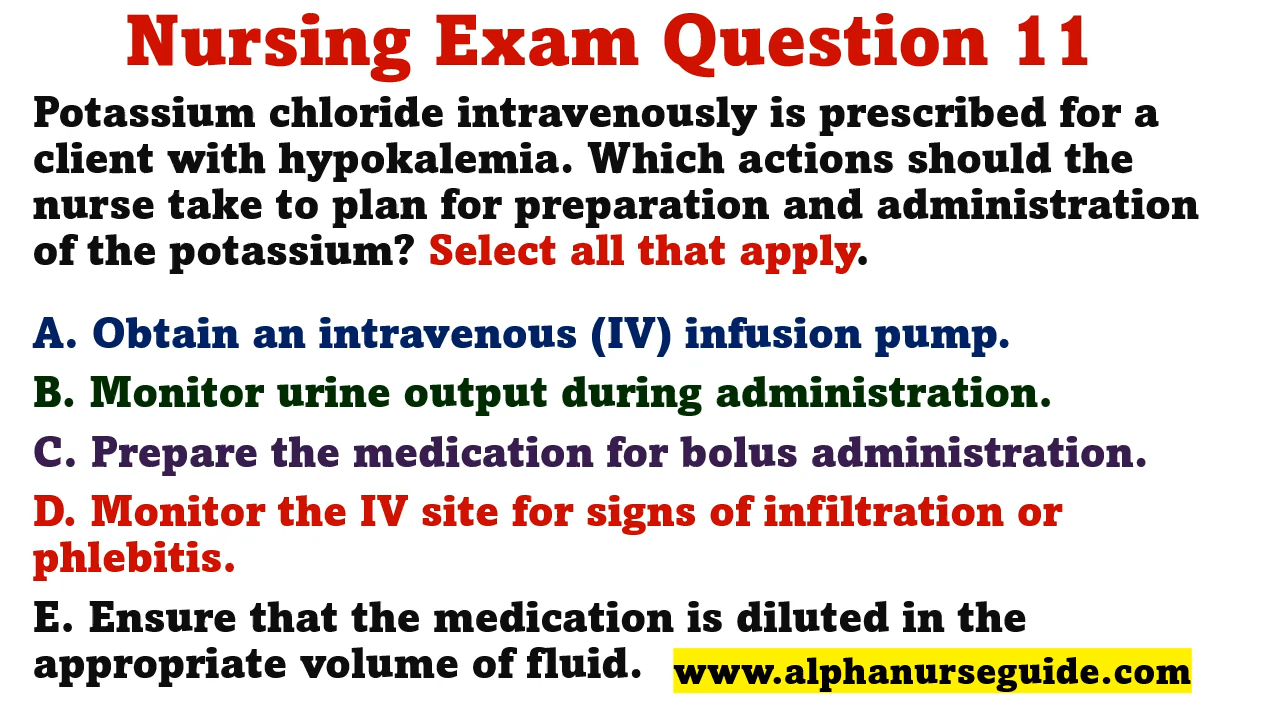 Nursing Exam Question 11
Potassium chloride intravenously is prescribed for a
client with hypokalemia. Which actions should the
nurse take to plan for preparation and administration
of the potassium? Select all that apply.
A. Obtain an intravenous (IV) infusion pump.
B. Monitor urine output during administration.
C. Prepare the medication for bolus administration.
D. Monitor the IV site for signs of infiltration or
phlebitis.
E. Ensure that the medication is diluted in the
appropriate volume of fluid.
www.alphanurseguide.com